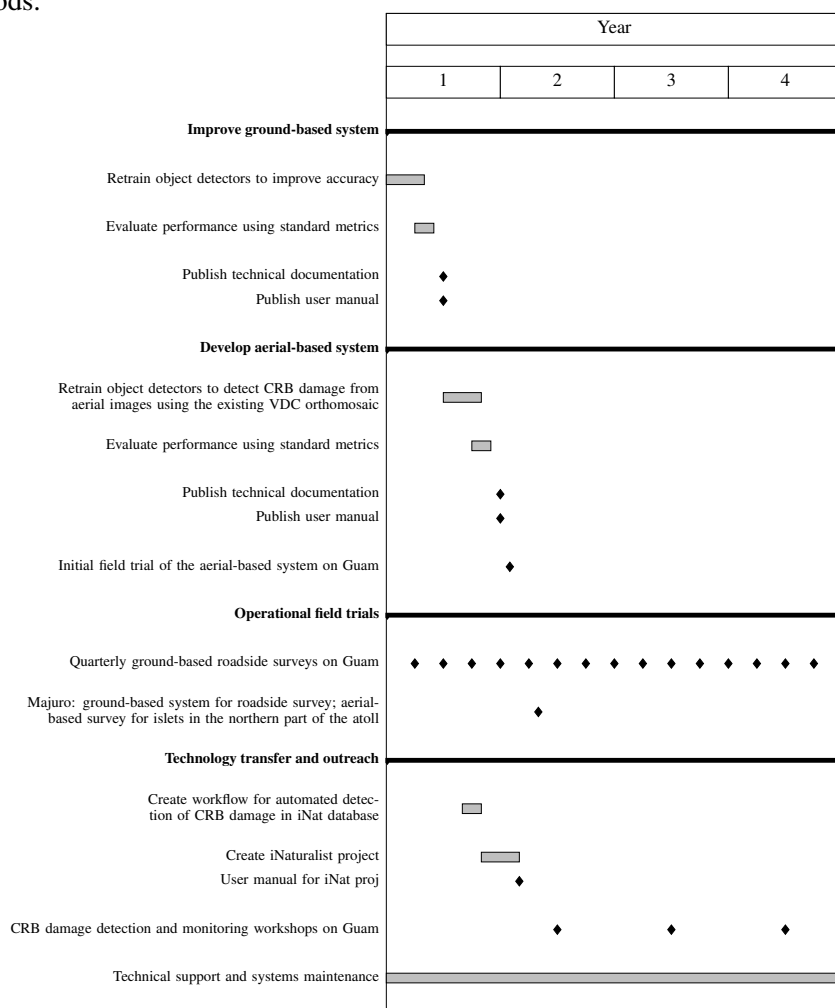 ods.
Year
1 2 3 4
Improve ground-based system
Retrain object detectors to improve accuracy
Evaluate performance using standard metrics
Publish technical documentation
Publish user manual
Develop aerial-based system
Retrain object detectors to detect CRB damage from
aerial images using the existing VDC orthomosaic
Evaluate performance using standard metrics
Publish technical documentation
Publish user manual
Initial field trial of the aerial-based system on Guam
Operational field trials
Quarterly ground-based roadside surveys on Guam
Majuro: ground-based system for roadside survey; aerial-
based survey for islets in the northern part of the atoll
Technology transfer and outreach
Create workflow for automated detec-
tion of CRB damage in iNat database
Create iNaturalist project
User manual for iNat proj
CRB damage detection and monitoring workshops on Guam
Technical support and systems maintenance